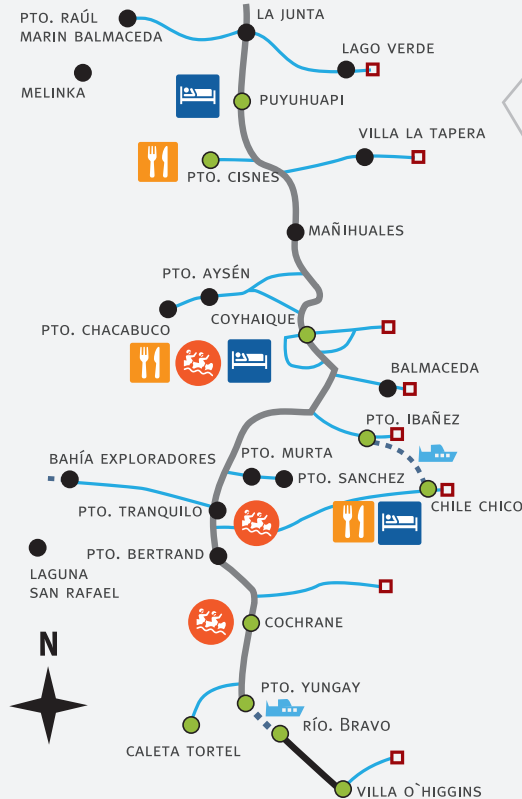 PTO. RAÚL
MARIN BALMACEDA
LA JUNTA
LAGO VERDE
MELINKA
PUYUHUAPI
VILLA LA TAPERA
PTO. CISNES
MAÑIHUALES
PTO. AYSÉN
PTO. CHACABUCO
COYHAIQUE
BALMACEDA
PTO. IBAÑEZ
BAHÍA EXPLORADORES
PTO. MURTA
PTO. SANCHEZ
CHILE CHICO
PTO. TRANQUILO
PTO. BERTRAND
LAGUNA
SAN RAFAEL
COCHRANE
N
PTO. YUNGAY
RÍO. BRAVO
CALETA TORTEL
VILLA O`HIGGINS